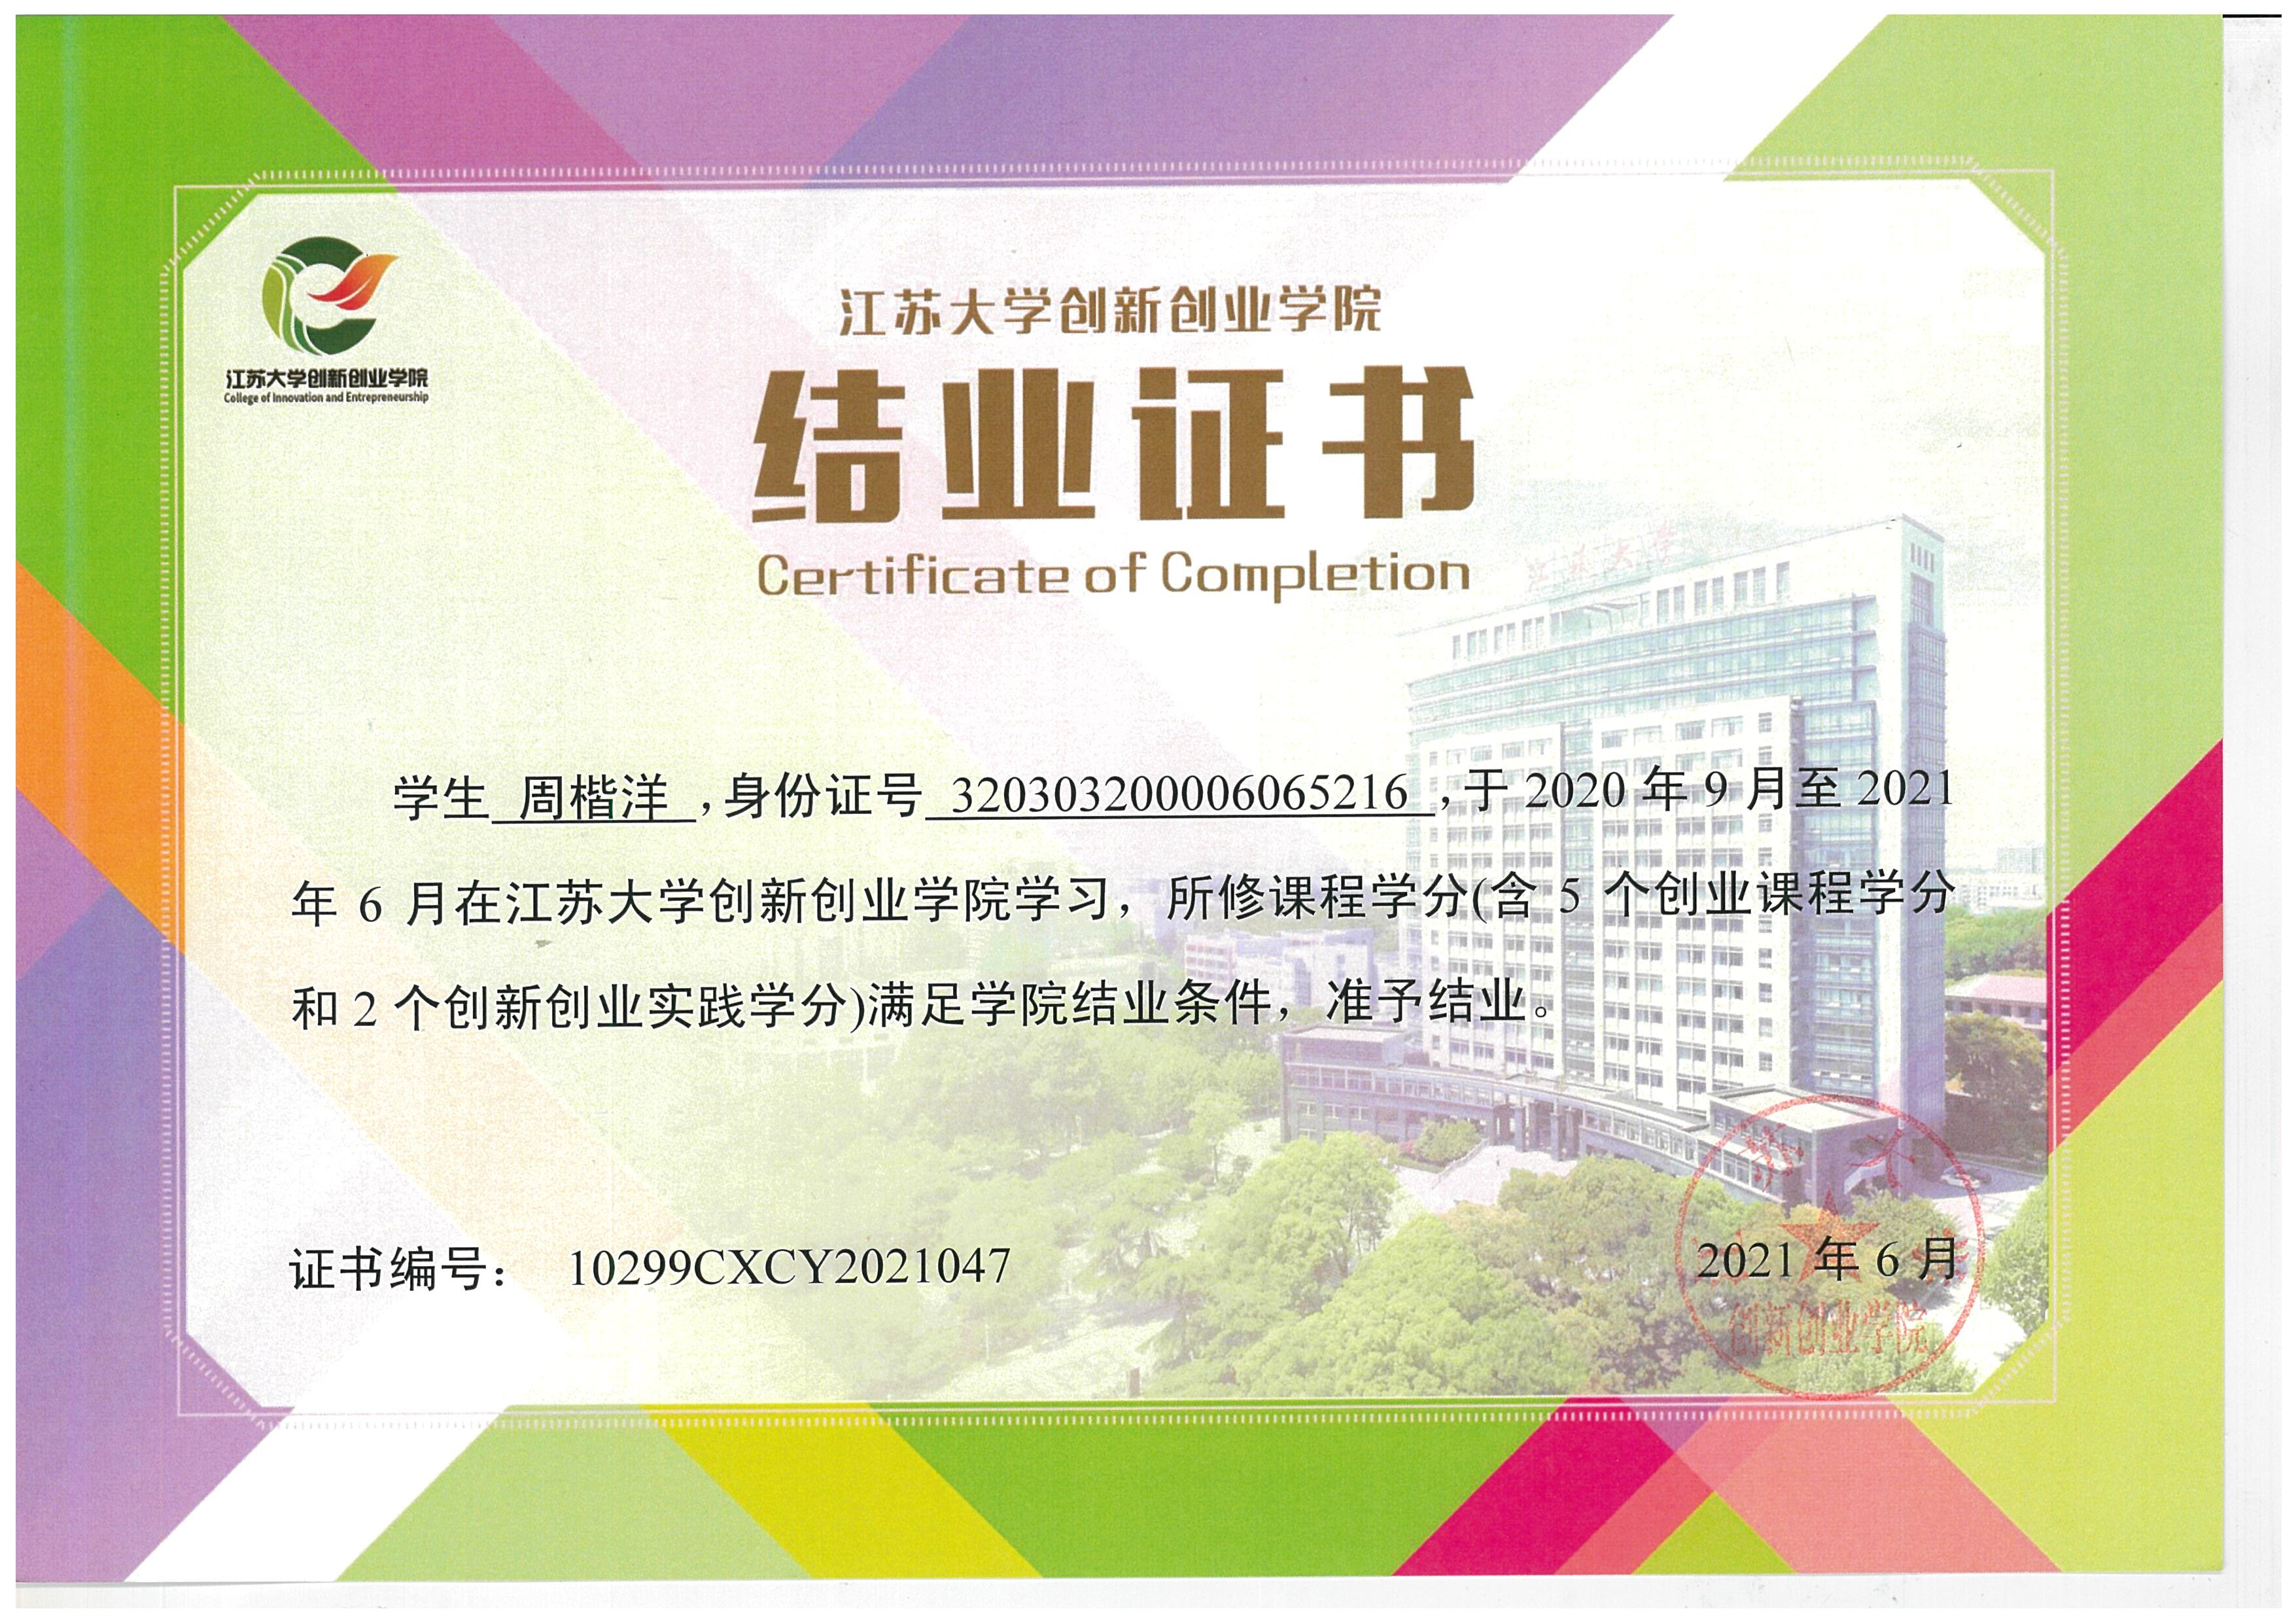 江苏大学创新创业学院
College of Innovation and Entrepreneurship
江苏大学创新创业学院
结业证书
Certificate of Completion
江苏大学
学生 周楷洋 ,身份证号 320303200006065216 ,于 2020 年 9 月至 2021
年 6 月在江苏大学创新创业学院学习，所修课程学分(含 5 个创业课程学分
和 2 个创新创业实践学分)满足学院结业条件，准予结业。
证书编号： 10299CXCY2021047
2021 年 6 月
苏大
创新创业学院